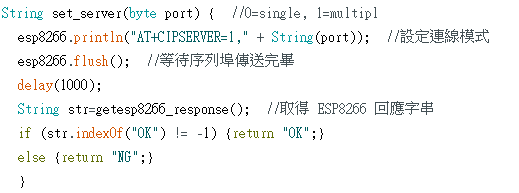 String set_server(byte port) {  //0=single, 1=multipl
  esp8266.println("AT+CIPSERVER=1," + String(port));  //設定連線模式
  esp8266.flush();  //等待序列埠傳送完畢
  delay(1000);
  String str=getesp8266_response();  //取得 ESP8266 回應字串
  if (str.indexOf("OK") != -1) {return "OK";}
  else {return "NG";}
  }